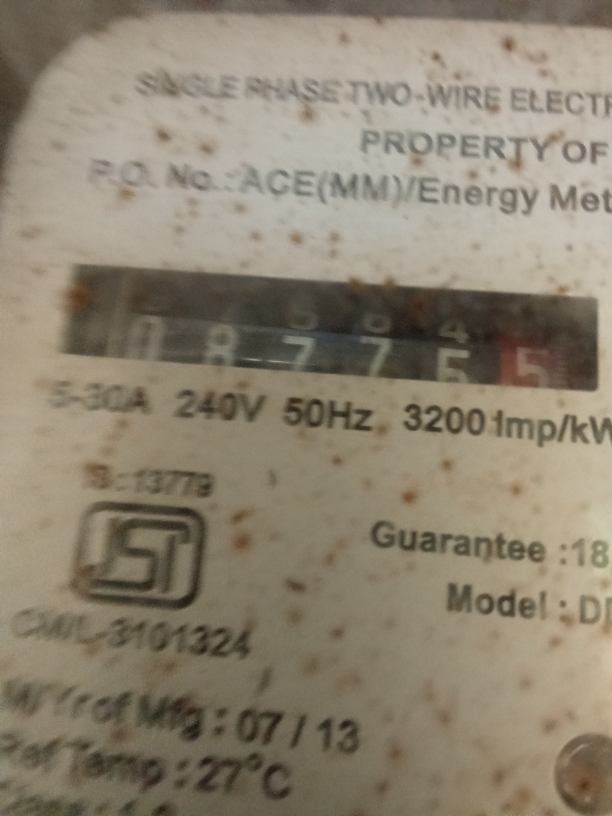 SINGLE PHASE TWO-WIRE ELECTR
PROPERTY OF
P.O. No.: ACE(MM)/Energy Met
0 8 7 7 5 5
5-30A 240V 50Hz 3200 Imp/kW
IS:13779
CM/L-3101324
Guarantee :18
Model :
M/Yr of Mfg : 07 / 13
Ref Temp : 27°C